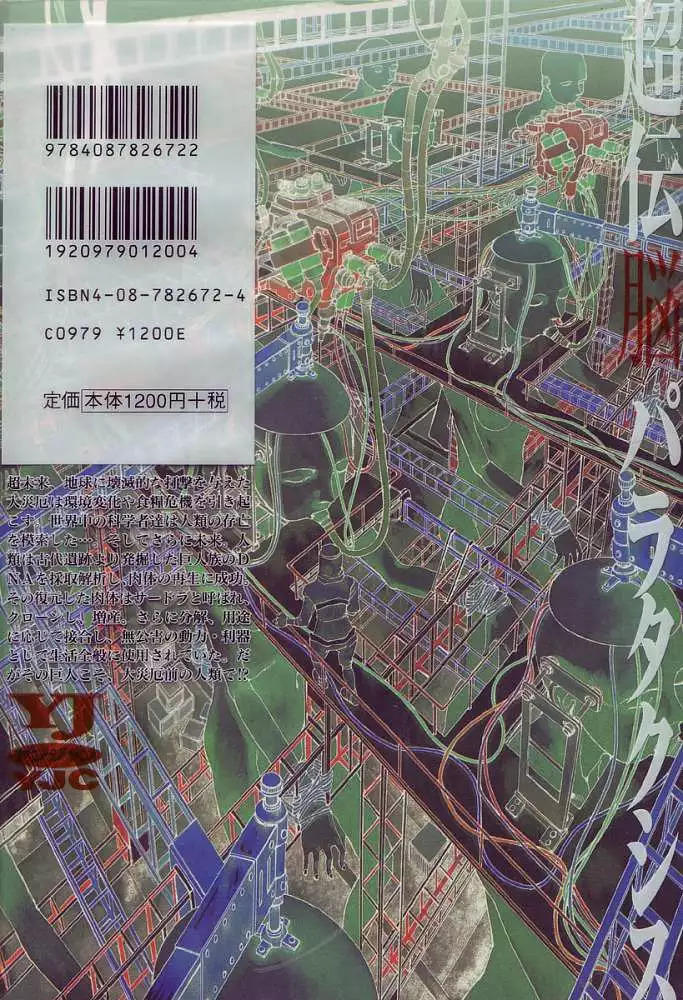 超伝脳パラタクシス
9784087826722
1920979012004
ISBN4-08-782672-4
C0979 ¥1200E
定価 本体1200円+税
超未来、地球に壊滅的な打撃を与えた
大災厄は環境変化や食糧危機を引き起
こす。世界中の科学者達は人類の存亡
を模索した…。そしてさらに未来。人
類は古代遺跡より発掘した巨人族のD
NAを採取解析し、肉体の再生に成功。
その復元した肉体はサードラと呼ばれ、
クローンし、増産。さらに分解、用途
に応じて接合し、無公害の動力・利器
として生活全般に使用されていた。だ
がその巨人こそ、大災厄前の人類で!?
YJ
YJC